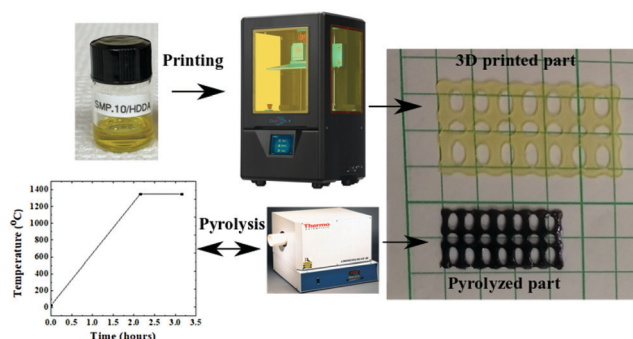 Printing
SMP.10/HDDA
3D printed part
Pyrolysis
Thermo
Pyrolyzed part
Temperature (°C)
1400
1200
1000
800
600
400
200
0
0.0 0.5 1.0 1.5 2.0 2.5 3.0 3.5
Time (hours)